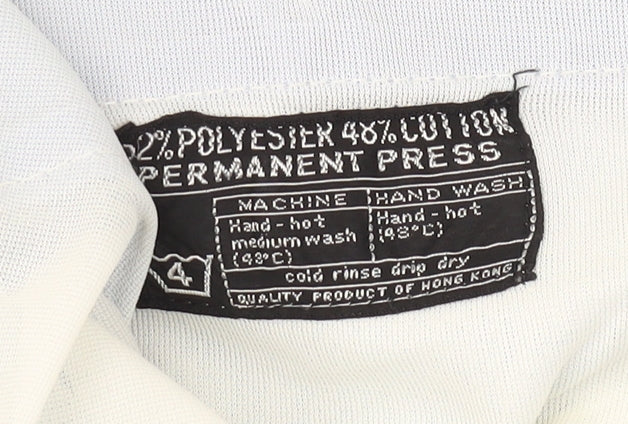 52% POLYESTER 48% COTTON
PERMANENT PRESS
MACHINE HAND WASH
Hand-hot
medium wash
(48°C)
Hand-hot
(48°C)
4
cold rinse drip dry
QUALITY PRODUCT OF HONG KONG